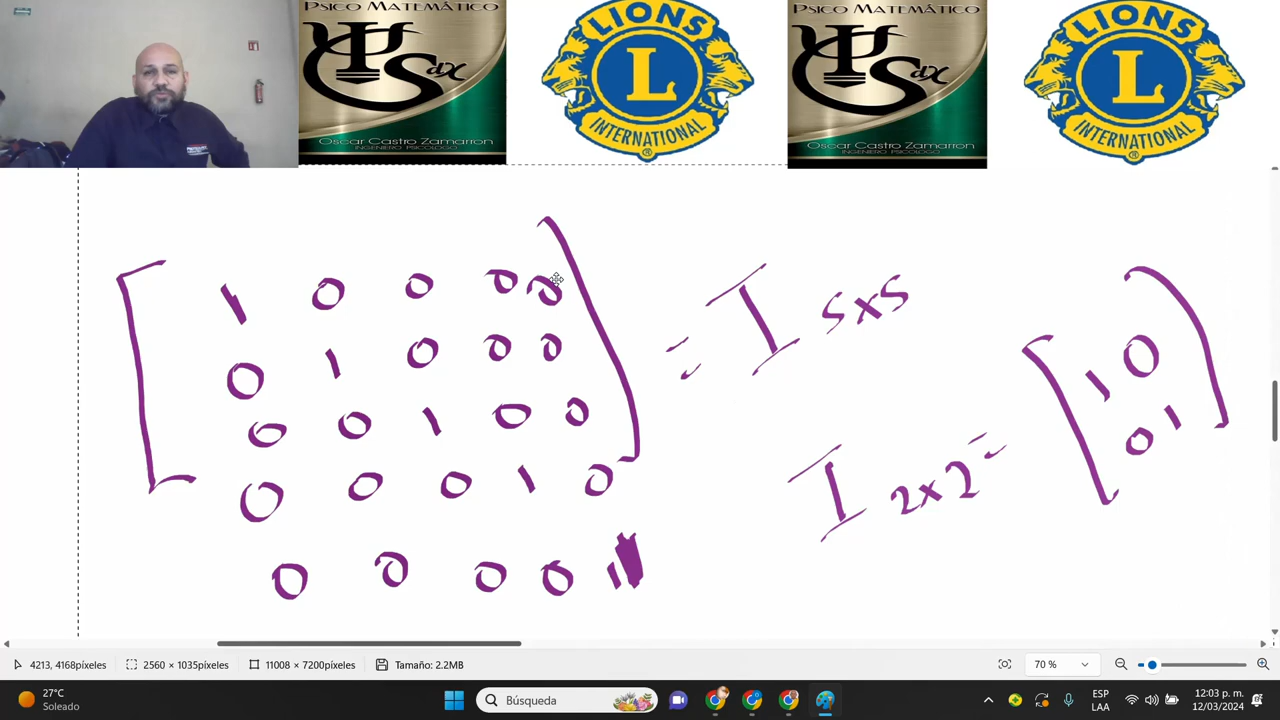 PSICO MATEMÁTICO
Oscar Castro Zamarron
INGENIERO PSICOLOGO
LIONS
L
INTERNATIONAL
®
PSICO MATEMÁTICO
Oscar Castro Zamarron
INGENIERO PSICOLOGO
LIONS
L
INTERNATIONAL
®
1 0 0 0 0
0 1 0 0 0
0 0 1 0 0
0 0 0 1 0
0 0 0 0 1
= I 5x5
I 2x2 =
1 0
0 1
4213, 4168píxeles
2560 × 1035píxeles
11008 × 7200píxeles
Tamaño: 2.2MB
70 %
27°C
Soleado
Búsqueda
ESP
LAA
12:03 p. m.
12/03/2024